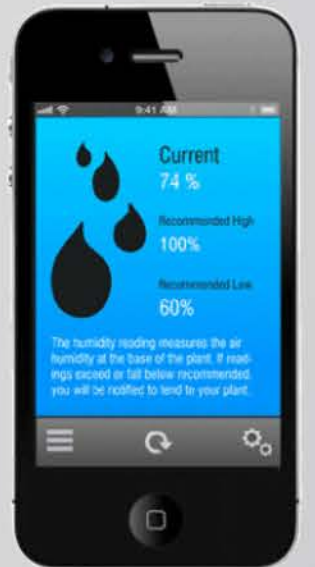 9:41 AM
Current
74 %
Recommended High
100%
Recommended Low
60%
The humidity reading measures the air
humidity at the base of the plant. If read-
ings exceed or fall below recommended,
you will be notified to tend to your plant.